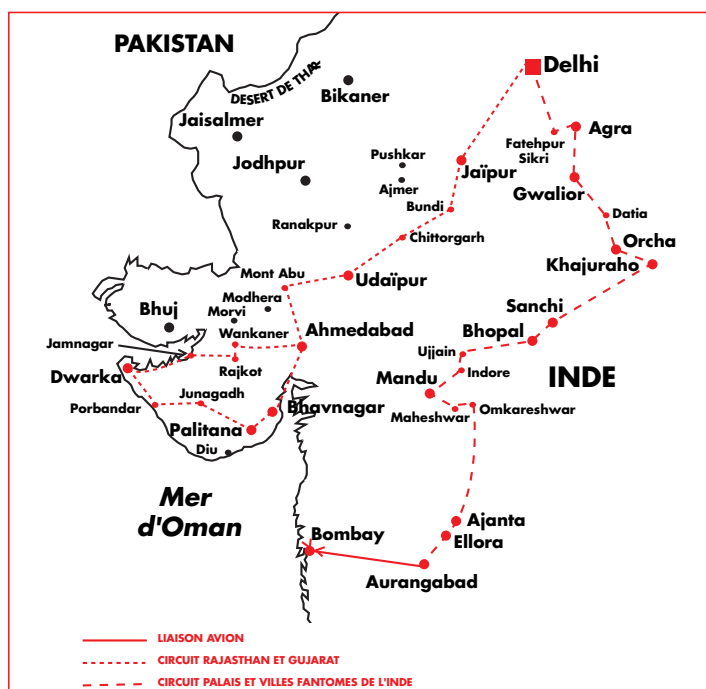 PAKISTAN
Delhi
DESERT DE THAR
Bikaner
Jaisalmer
Agra
Fatehpur
Sikri
Pushkar
Jodhpur
Jaïpur
Ajmer
Gwalior
Bundi
Datia
Ranakpur
Chittorgarh
Orcha
Khajuraho
Mont Abu
Udaïpur
Modhera
Bhuj
Morvi
Sanchi
Wankaner
Ahmedabad
Bhopal
Jamnagar
Ujjain
Dwarka
Rajkot
Indore
INDE
Mandu
Junagadh
Porbandar
Bhavnagar
Maheshwar
Omkareshwar
Palitana
Diu
Mer
d'Oman
Ajanta
Bombay
Ellora
Aurangabad
LIAISON AVION
CIRCUIT RAJASTHAN ET GUJARAT
CIRCUIT PALAIS ET VILLES FANTOMES DE L'INDE